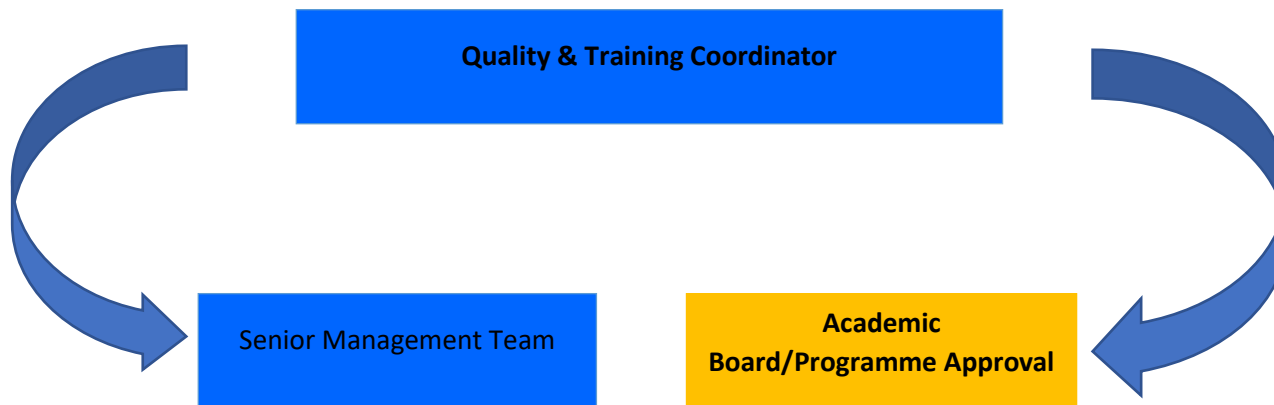 Quality & Training Coordinator
Senior Management Team
Academic
Board/Programme Approval